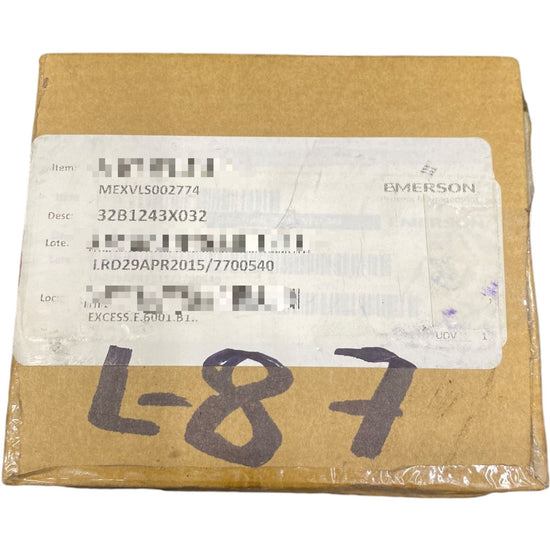 Item:
MEXVLS002774
EMERSON
Desc: 32B1243X032
Lote.
LRD29APR2015/7700540
Loc:
EXCESS.E.6001.B1..
UDV 1
L-87